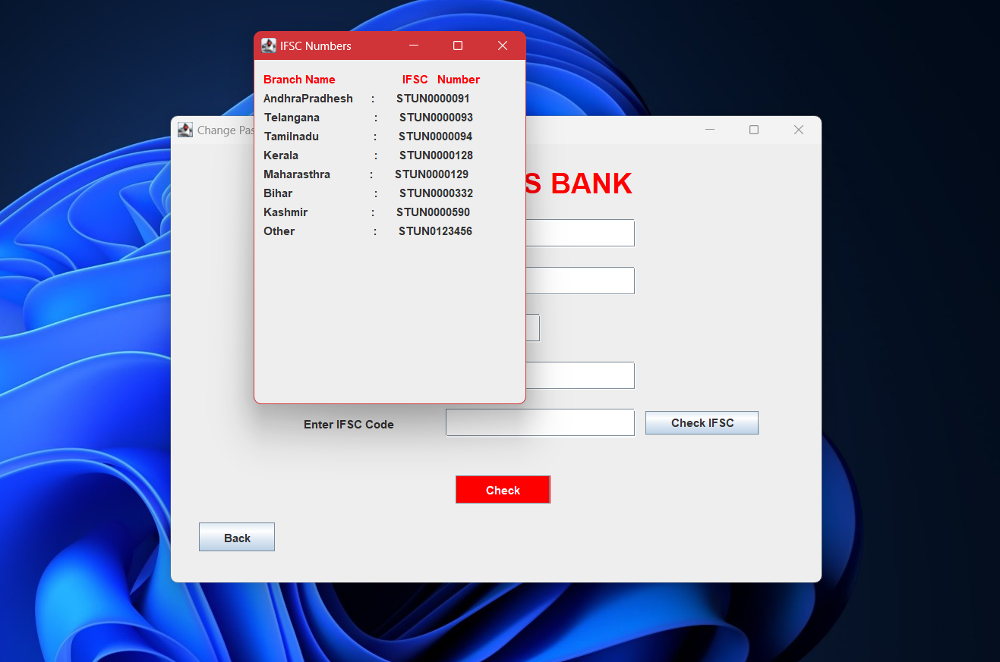 IFSC Numbers
Branch Name IFSC Number
AndhraPradhesh : STUN0000091
Telangana : STUN0000093
Tamilnadu : STUN0000094
Kerala : STUN0000128
Maharasthra : STUN0000129
Bihar : STUN0000332
Kashmir : STUN0000590
Other : STUN0123456
Change
BANK
Enter IFSC Code
Check IFSC
Check
Back